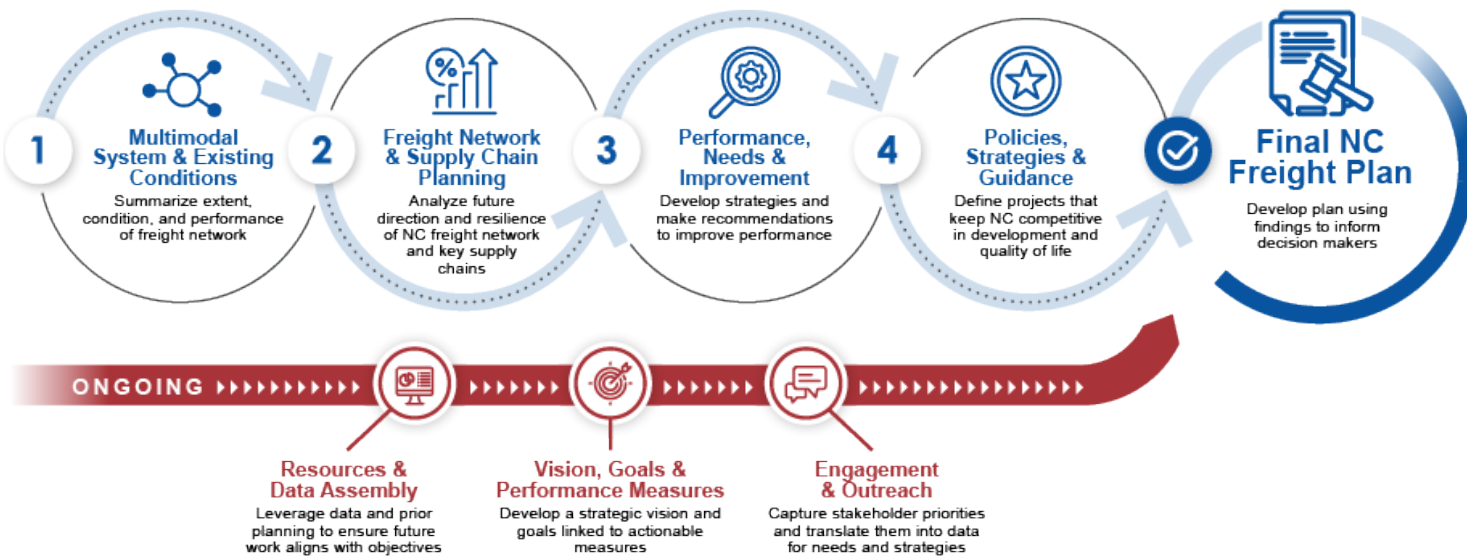 1
Multimodal
System & Existing
Conditions
Summarize extent,
condition, and performance
of freight network
2
%
Freight Network
& Supply Chain
Planning
Analyze future
direction and resilience
of NC freight network
and key supply
chains
3
Performance,
Needs &
Improvement
Develop strategies and
make recommendations
to improve performance
4
Policies,
Strategies &
Guidance
Define projects that
keep NC competitive
in development and
quality of life
Final NC
Freight Plan
Develop plan using
findings to inform
decision makers
ONGOING
Resources &
Data Assembly
Leverage data and prior
planning to ensure future
work aligns with objectives
Vision, Goals &
Performance Measures
Develop a strategic vision and
goals linked to actionable
measures
Engagement
& Outreach
Capture stakeholder priorities
and translate them into data
for needs and strategies